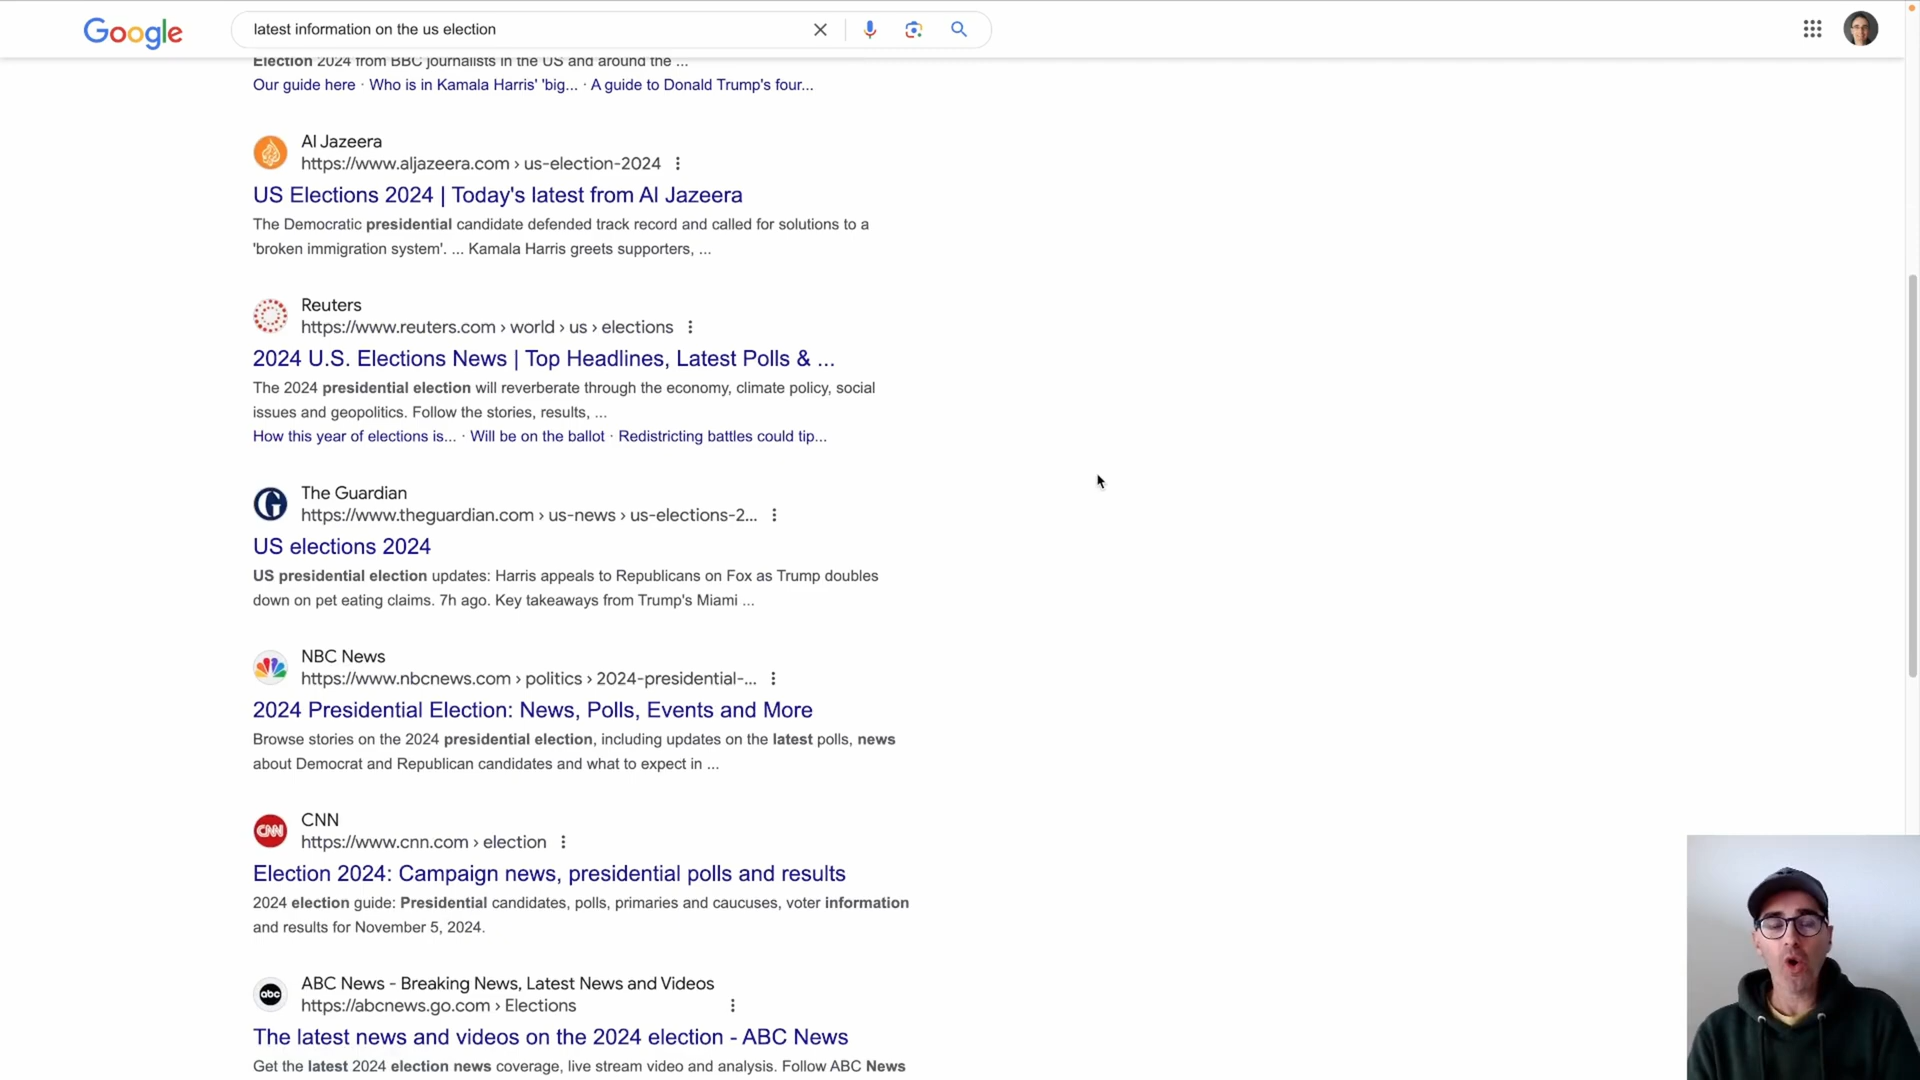 Google
latest information on the us election
Election 2024 from BBC journalists in the US and around the ...
Our guide here · Who is in Kamala Harris' 'big... · A guide to Donald Trump's four...
Al Jazeera
https://www.aljazeera.com › us-election-2024
US Elections 2024 | Today's latest from Al Jazeera
The Democratic presidential candidate defended track record and called for solutions to a
'broken immigration system'. ... Kamala Harris greets supporters, ...
Reuters
https://www.reuters.com › world › us › elections
2024 U.S. Elections News | Top Headlines, Latest Polls & ...
The 2024 presidential election will reverberate through the economy, climate policy, social
issues and geopolitics. Follow the stories, results, ...
How this year of elections is... · Will be on the ballot · Redistricting battles could tip...
The Guardian
https://www.theguardian.com › us-news › us-elections-2...
US elections 2024
US presidential election updates: Harris appeals to Republicans on Fox as Trump doubles
down on pet eating claims. 7h ago. Key takeaways from Trump's Miami ...
NBC News
https://www.nbcnews.com › politics › 2024-presidential-...
2024 Presidential Election: News, Polls, Events and More
Browse stories on the 2024 presidential election, including updates on the latest polls, news
about Democrat and Republican candidates and what to expect in ...
CNN
CNN
https://www.cnn.com › election
Election 2024: Campaign news, presidential polls and results
2024 election guide: Presidential candidates, polls, primaries and caucuses, voter information
and results for November 5, 2024.
abc
ABC News - Breaking News, Latest News and Videos
https://abcnews.go.com › Elections
The latest news and videos on the 2024 election - ABC News
Get the latest 2024 election news coverage, live stream video and analysis. Follow ABC News